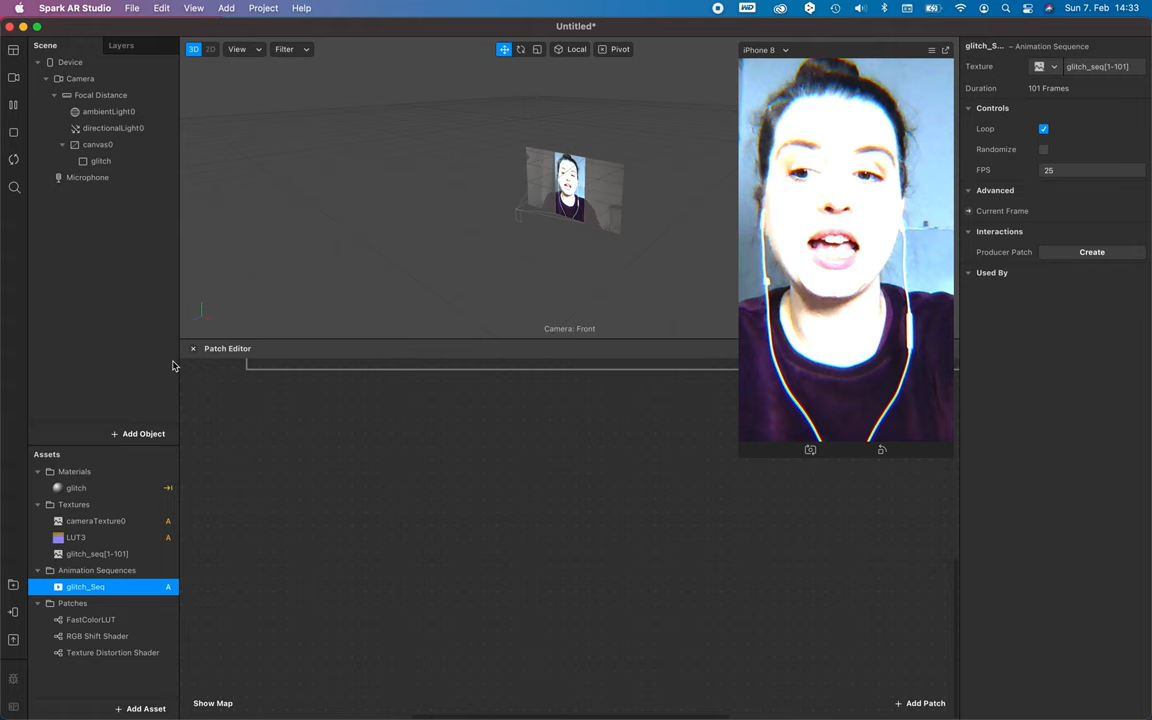 Spark AR Studio File Edit View Add Project Help Sun 7. Feb 14:33
Untitled*
Scene Layers
Device
Camera
Focal Distance
ambientLight0
directionalLight0
canvas0
glitch
Microphone
+ Add Object
3D 2D View Filter Local Pivot
Camera: Front
iPhone 8
Patch Editor
Show Map
+ Add Patch
Assets
Materials
glitch
Textures
cameraTexture0 A
LUT3 A
glitch_seq[1-101]
Animation Sequences
glitch_Seq A
Patches
FastColorLUT
RGB Shift Shader
Texture Distortion Shader
+ Add Asset
glitch_S... – Animation Sequence
Texture glitch_seq[1-101]
Duration 101 Frames
Controls
Loop
Randomize
FPS 25
Advanced
Current Frame
Interactions
Producer Patch Create
Used By